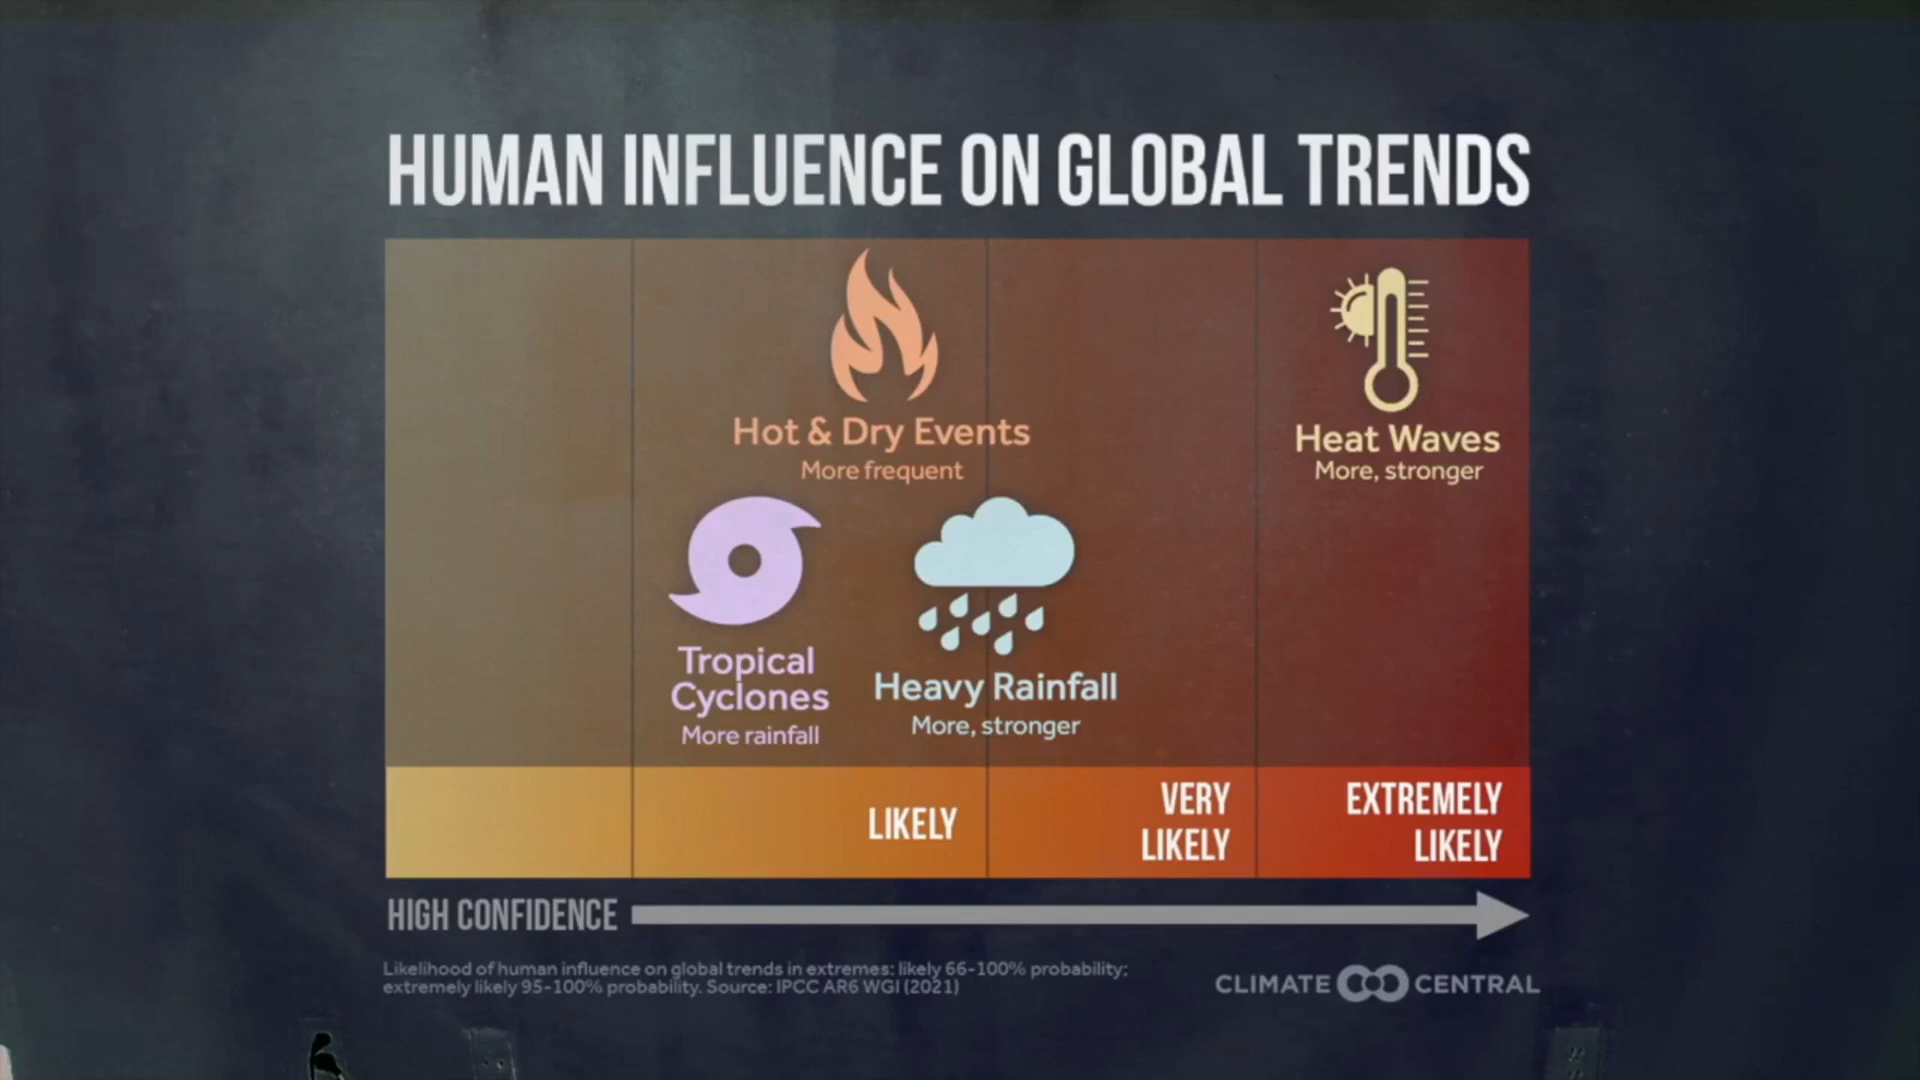 HUMAN INFLUENCE ON GLOBAL TRENDS
Hot & Dry Events
More frequent
Heat Waves
More, stronger
Tropical
Cyclones
More rainfall
Heavy Rainfall
More, stronger
LIKELY
VERY
LIKELY
EXTREMELY
LIKELY
HIGH CONFIDENCE
Likelihood of human influence on global trends in extremes: likely 66-100% probability;
extremely likely 95-100% probability. Source: IPCC AR6 WGI (2021)
CLIMATE CENTRAL